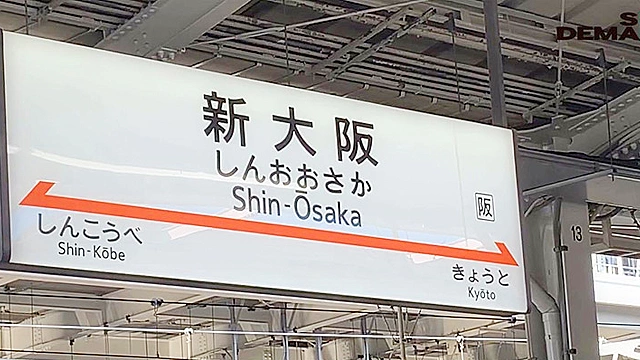 新大阪
しんおおさか
Shin-Ōsaka
阪
しんこうべ
Shin-Kōbe
きょうと
Kyōto
13